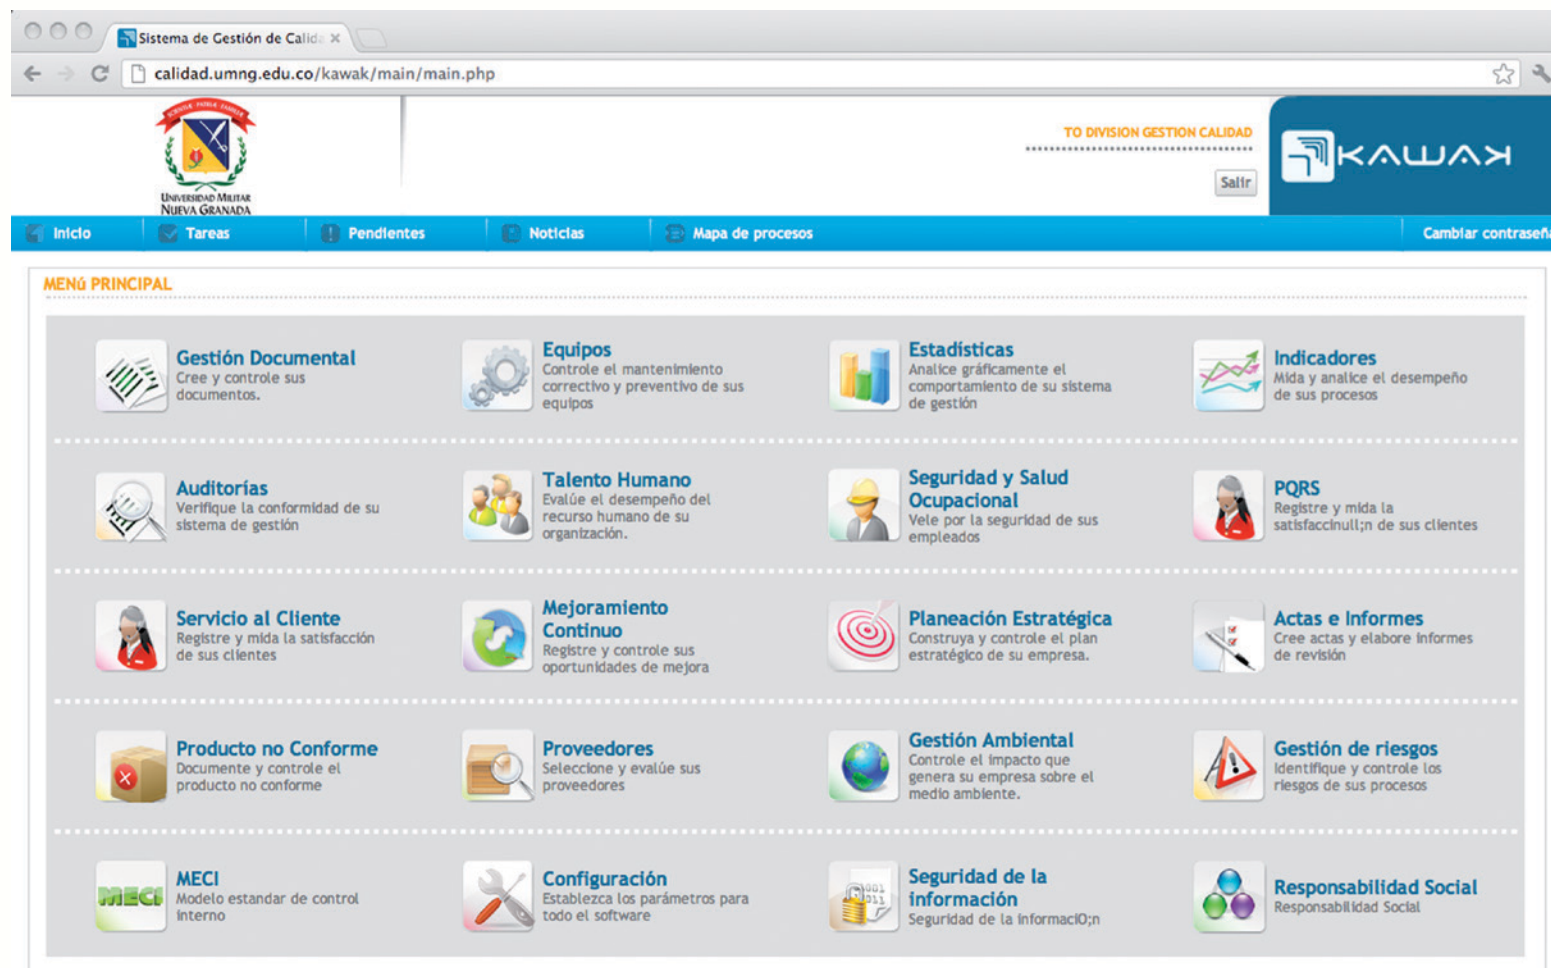 Sistema de Gestión de Calida
calidad.umng.edu.co/kawak/main/main.php
SCIENTIAE PATRIAE FAMILIAE
UNIVERSIDAD MILITAR
NUEVA GRANADA
TO DIVISION GESTION CALIDAD
Salir
KAWAK
Inicio Tareas Pendientes Noticias Mapa de procesos Cambiar contraseña
MENú PRINCIPAL
Gestión Documental
Cree y controle sus
documentos.
Equipos
Controle el mantenimiento
correctivo y preventivo de sus
equipos
Estadísticas
Analice gráficamente el
comportamiento de su sistema
de gestión
Indicadores
Mida y analice el desempeño
de sus procesos
Auditorías
Verifique la conformidad de su
sistema de gestión
Talento Humano
Evalúe el desempeño del
recurso humano de su
organización.
Seguridad y Salud
Ocupacional
Vele por la seguridad de sus
empleados
PQRS
Registre y mida la
satisfaccinull;n de sus clientes
Servicio al Cliente
Registre y mida la satisfacción
de sus clientes
Mejoramiento
Continuo
Registre y controle sus
oportunidades de mejora
Planeación Estratégica
Construya y controle el plan
estratégico de su empresa.
Actas e Informes
Cree actas y elabore informes
de revisión
Producto no Conforme
Documente y controle el
producto no conforme
Proveedores
Seleccione y evalúe sus
proveedores
Gestión Ambiental
Controle el impacto que
genera su empresa sobre el
medio ambiente.
Gestión de riesgos
Identifique y controle los
riesgos de sus procesos
MECI
MECI
Modelo estandar de control
interno
Configuración
Establezca los parámetros para
todo el software
Seguridad de la
información
Seguridad de la informaciO;n
Responsabilidad Social
Responsabilidad Social